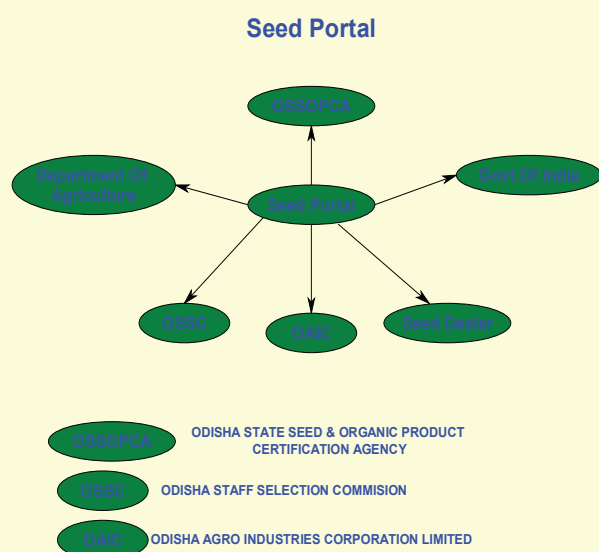 Seed Portal
OSSOPCA
Department Of
Agriculture
Govt.Of India
Seed Portal
OSSC
OAIC
Seed Dealer
OSSOPCA
ODISHA STATE SEED & ORGANIC PRODUCT
CERTIFICATION AGENCY
OSSC
ODISHA STAFF SELECTION COMMISION
OAIC
ODISHA AGRO INDUSTRIES CORPORATION LIMITED